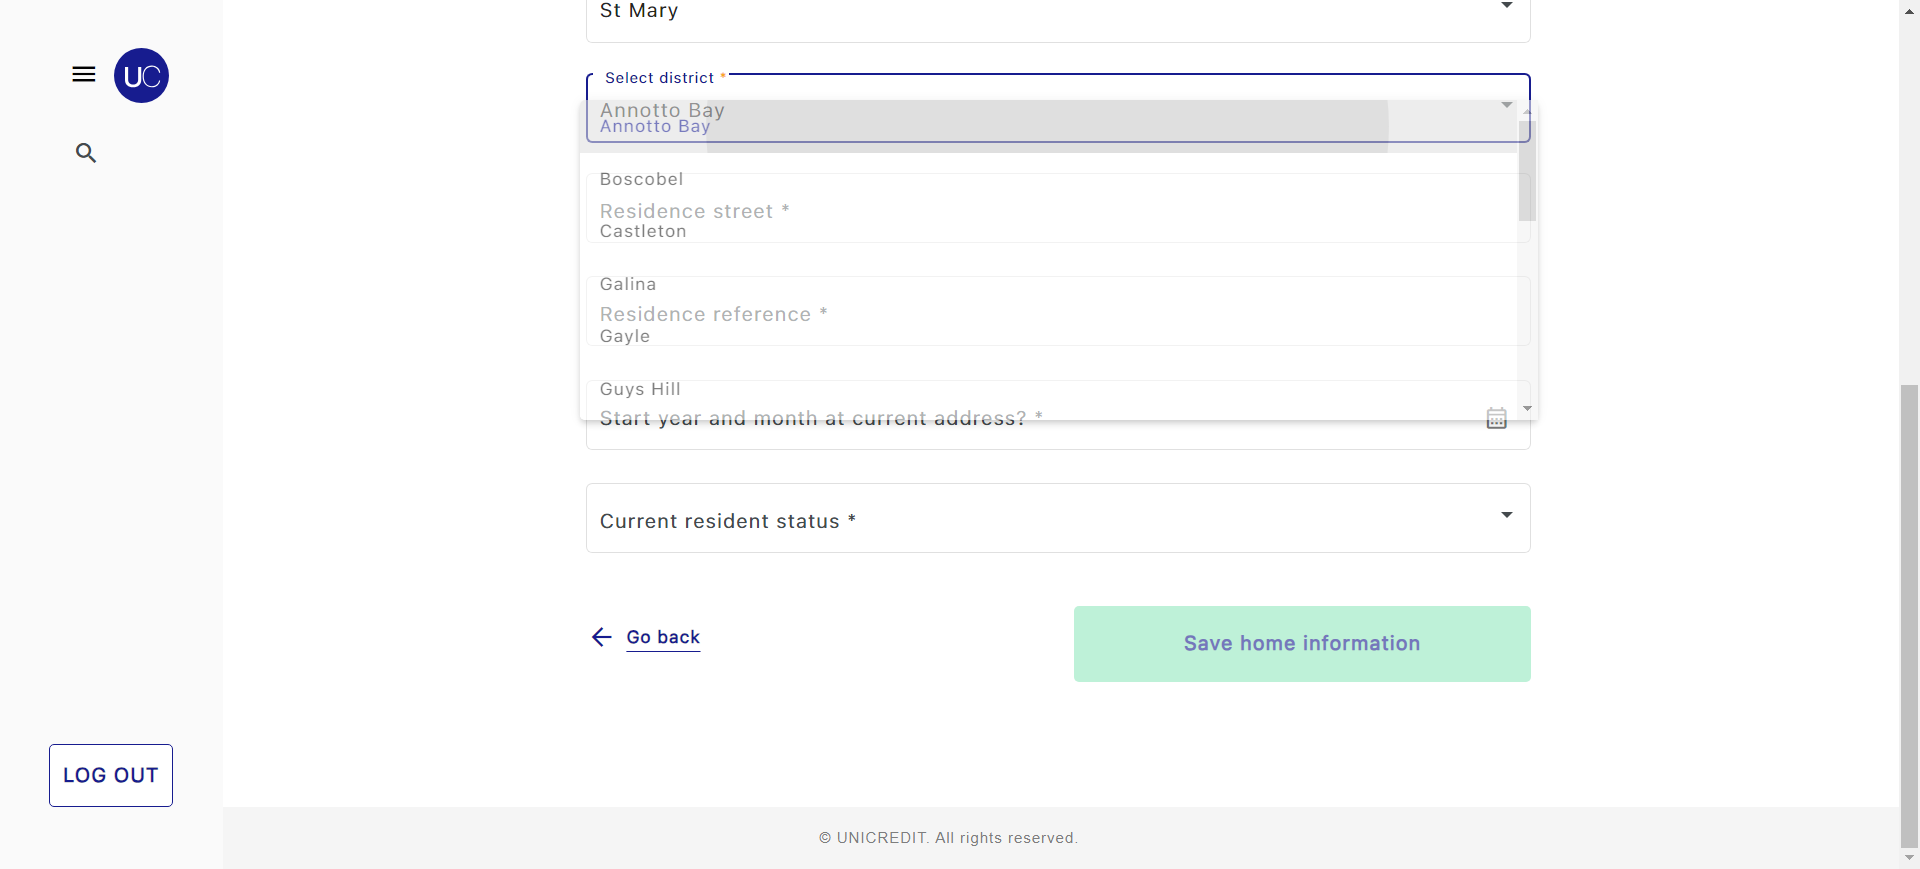 St Mary
UC
Select district *
Annotto Bay
Annotto Bay
Boscobel
Residence street *
Castleton
Galina
Residence reference *
Gayle
Guys Hill
Start year and month at current address? *
Current resident status *
Go back
Save home information
LOG OUT
© UNICREDIT. All rights reserved.